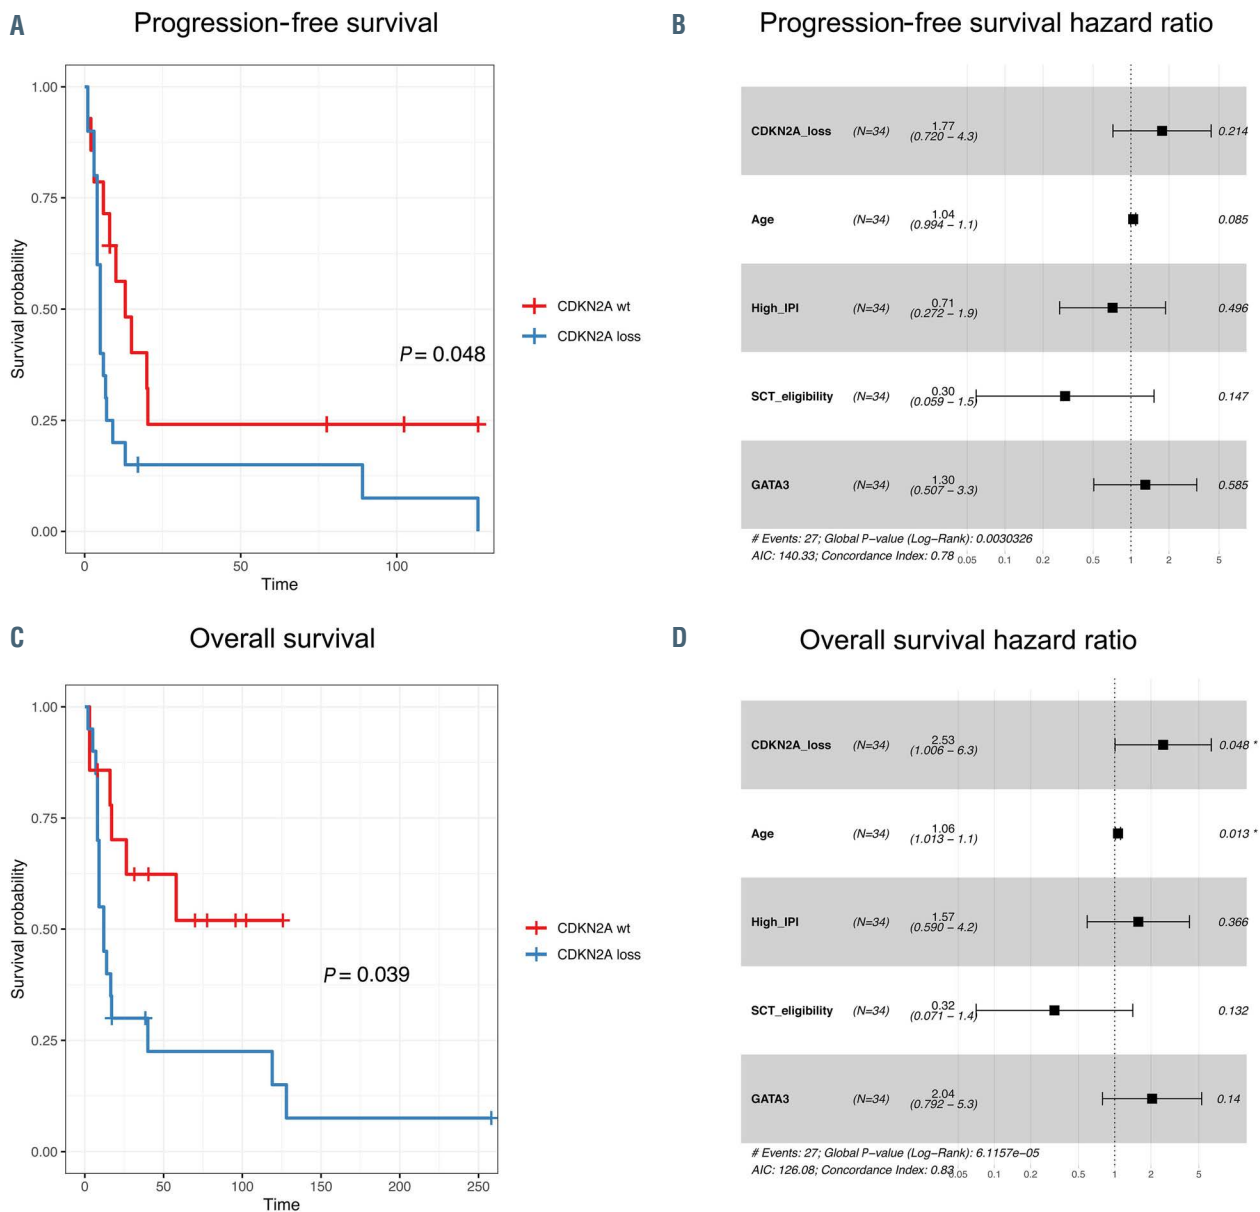 A
Progression-free survival
1.00
0.75
0.50
0.25
0.00
0
50
100
Survival probability
Time
P = 0.048
CDKN2A wt
CDKN2A loss
B
Progression-free survival hazard ratio
CDKN2A_loss (N=34) 1.77 0.214
(0.720 – 4.3)
Age (N=34) 1.04 0.085
(0.994 – 1.1)
High_IPI (N=34) 0.71 0.496
(0.272 – 1.9)
SCT_eligibility (N=34) 0.30 0.147
(0.059 – 1.5)
GATA3 (N=34) 1.30 0.585
(0.507 – 3.3)
# Events: 27; Global P-value (Log-Rank): 0.0030326
AIC: 140.33; Concordance Index: 0.78
0.05 0.1 0.2 0.5 1 2 5
C
Overall survival
1.00
0.75
0.50
0.25
0.00
0
50
100
150
200
250
Survival probability
Time
P = 0.039
CDKN2A wt
CDKN2A loss
D
Overall survival hazard ratio
CDKN2A_loss (N=34) 2.53 0.048 *
(1.006 – 6.3)
Age (N=34) 1.06 0.013 *
(1.013 – 1.1)
High_IPI (N=34) 1.57 0.366
(0.590 – 4.2)
SCT_eligibility (N=34) 0.32 0.132
(0.071 – 1.4)
GATA3 (N=34) 2.04 0.14
(0.792 – 5.3)
# Events: 27; Global P-value (Log-Rank): 6.1157e-05
AIC: 126.08; Concordance Index: 0.83
0.05 0.1 0.2 0.5 1 2 5